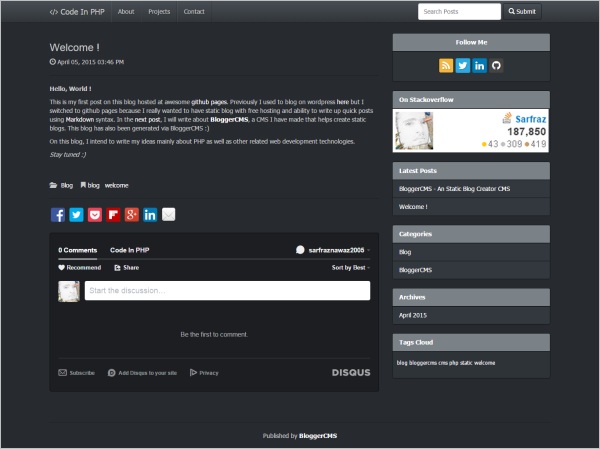 </> Code In PHP About Projects Contact Search Posts Submit
Welcome !
April 05, 2015 03:46 PM
Hello, World !
This is my first post on this blog hosted at awesome github pages. Previously I used to blog on wordpress here but I
switched to github pages because I really wanted to have static blog with free hosting and ability to write up quick posts
using Markdown syntax. In the next post, I will write about BloggerCMS, a CMS I have made that helps create static
blogs. This blog has also been generated via BloggerCMS :)
On this blog, I intend to write my ideas mainly about PHP as well as other related web development technologies.
Stay tuned ;)
Blog blog welcome
0 Comments Code In PHP sarfraznawaz2005
Recommend Share Sort by Best
Start the discussion...
Be the first to comment.
Subscribe Add Disqus to your site Privacy DISQUS
Follow Me
On Stackoverflow
Sarfraz
187,850
43 309 419
Latest Posts
BloggerCMS - An Static Blog Creator CMS
Welcome !
Categories
Blog
BloggerCMS
Archives
April 2015
Tags Cloud
blog bloggercms cms php static welcome
Published by BloggerCMS